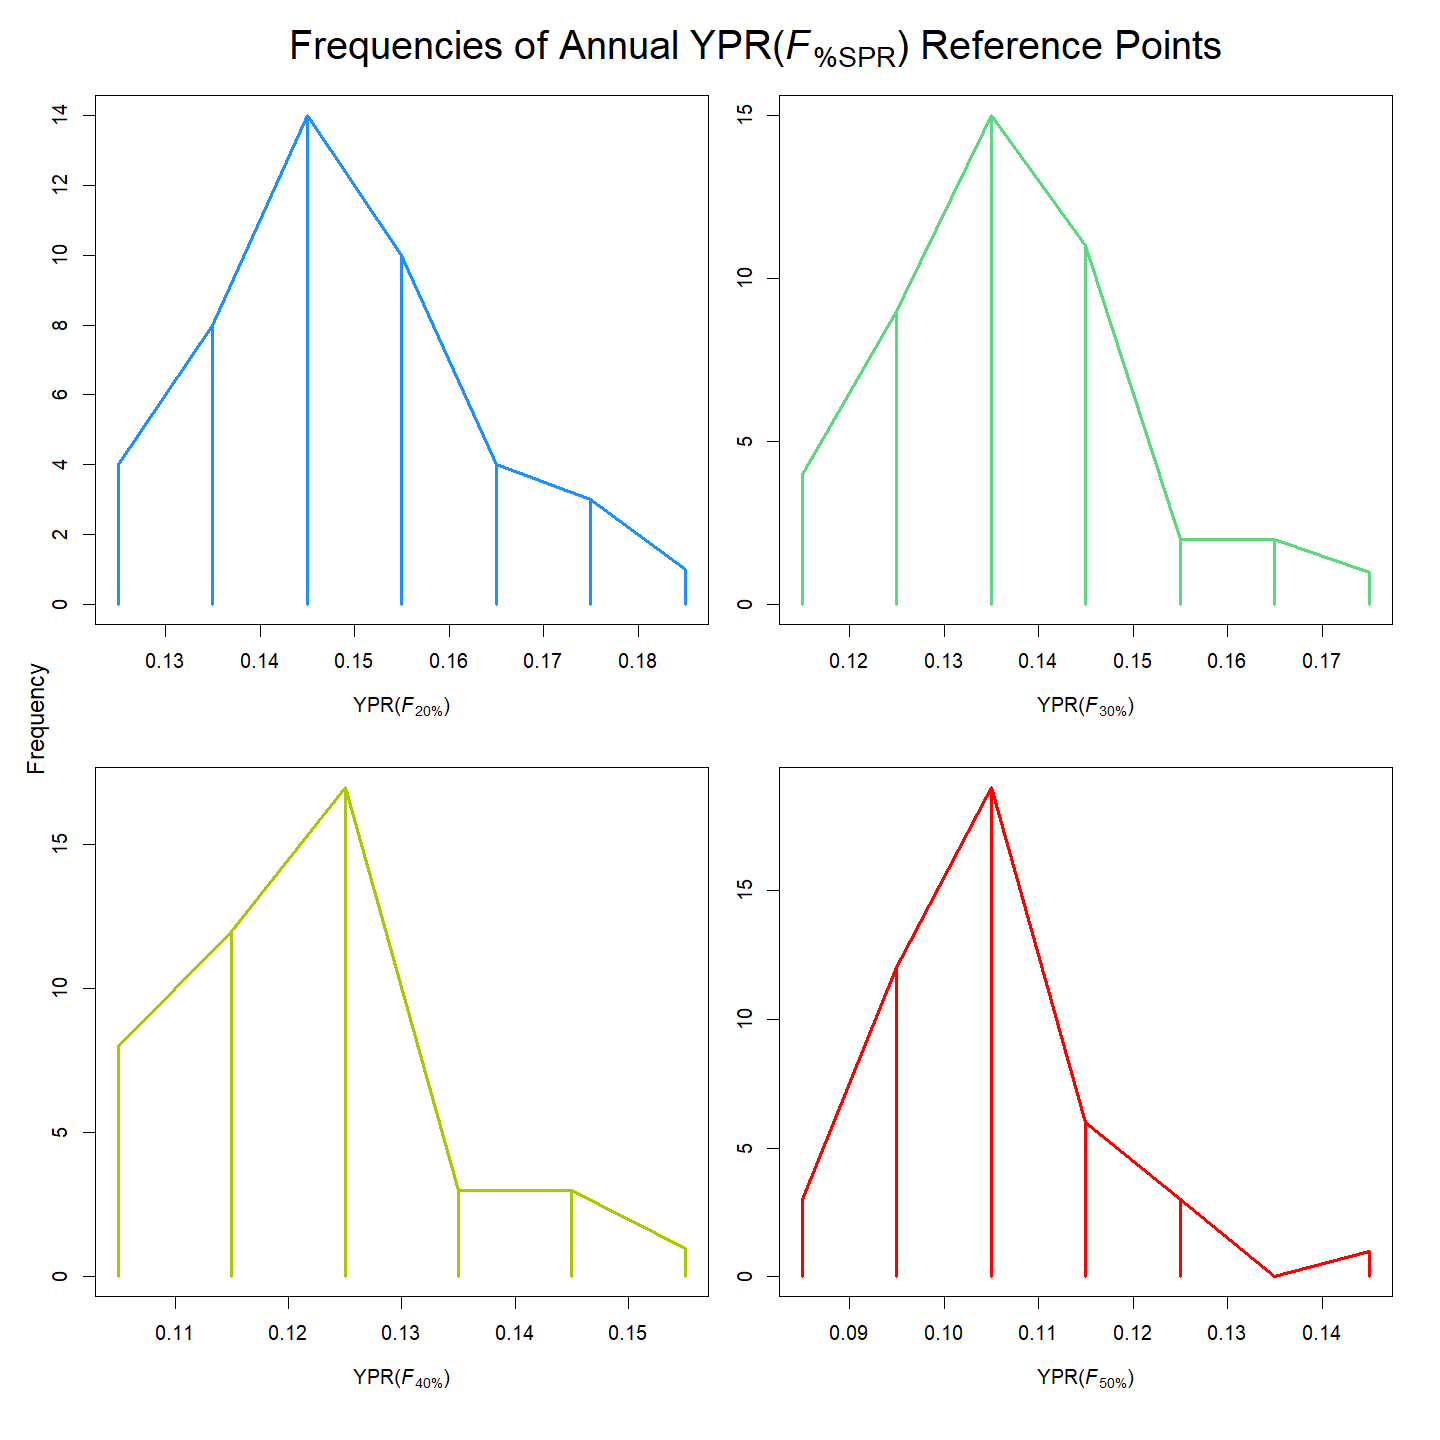 Frequencies of Annual YPR(F%SPR) Reference Points
14
12
10
8
6
4
2
0
0.13 0.14 0.15 0.16 0.17 0.18
YPR(F20%)
15
10
5
0
0.12 0.13 0.14 0.15 0.16 0.17
YPR(F30%)
Frequency
15
10
5
0
0.11 0.12 0.13 0.14 0.15
YPR(F40%)
15
10
5
0
0.09 0.10 0.11 0.12 0.13 0.14
YPR(F50%)